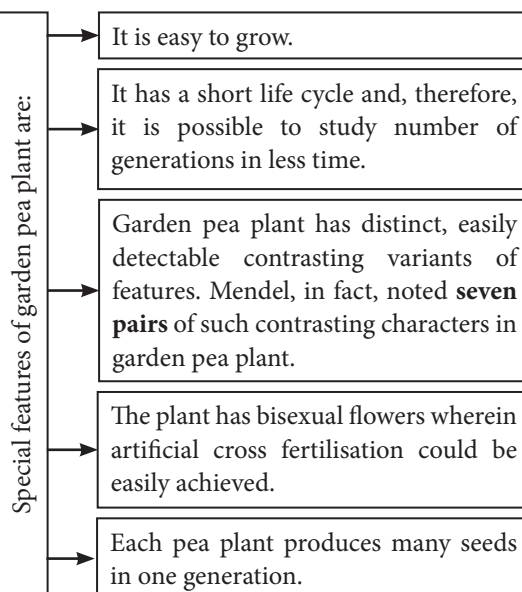 Special features of garden pea plant are:
It is easy to grow.
It has a short life cycle and, therefore,
it is possible to study number of
generations in less time.
Garden pea plant has distinct, easily
detectable contrasting variants of
features. Mendel, in fact, noted seven
pairs of such contrasting characters in
garden pea plant.
The plant has bisexual flowers wherein
artificial cross fertilisation could be
easily achieved.
Each pea plant produces many seeds
in one generation.